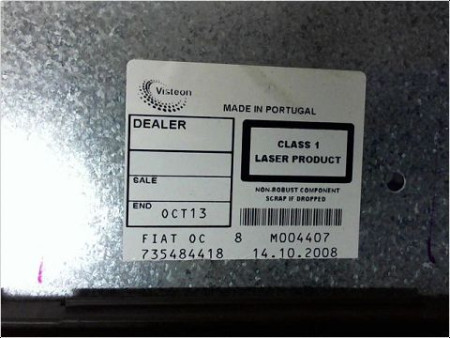 Visteon
MADE IN PORTUGAL
DEALER
CLASS 1
LASER PRODUCT
SALE
NON-ROBUST COMPONENT
SCRAP IF DROPPED
END OCT13
FIAT OC 8 M004407
735484418 14.10.2008